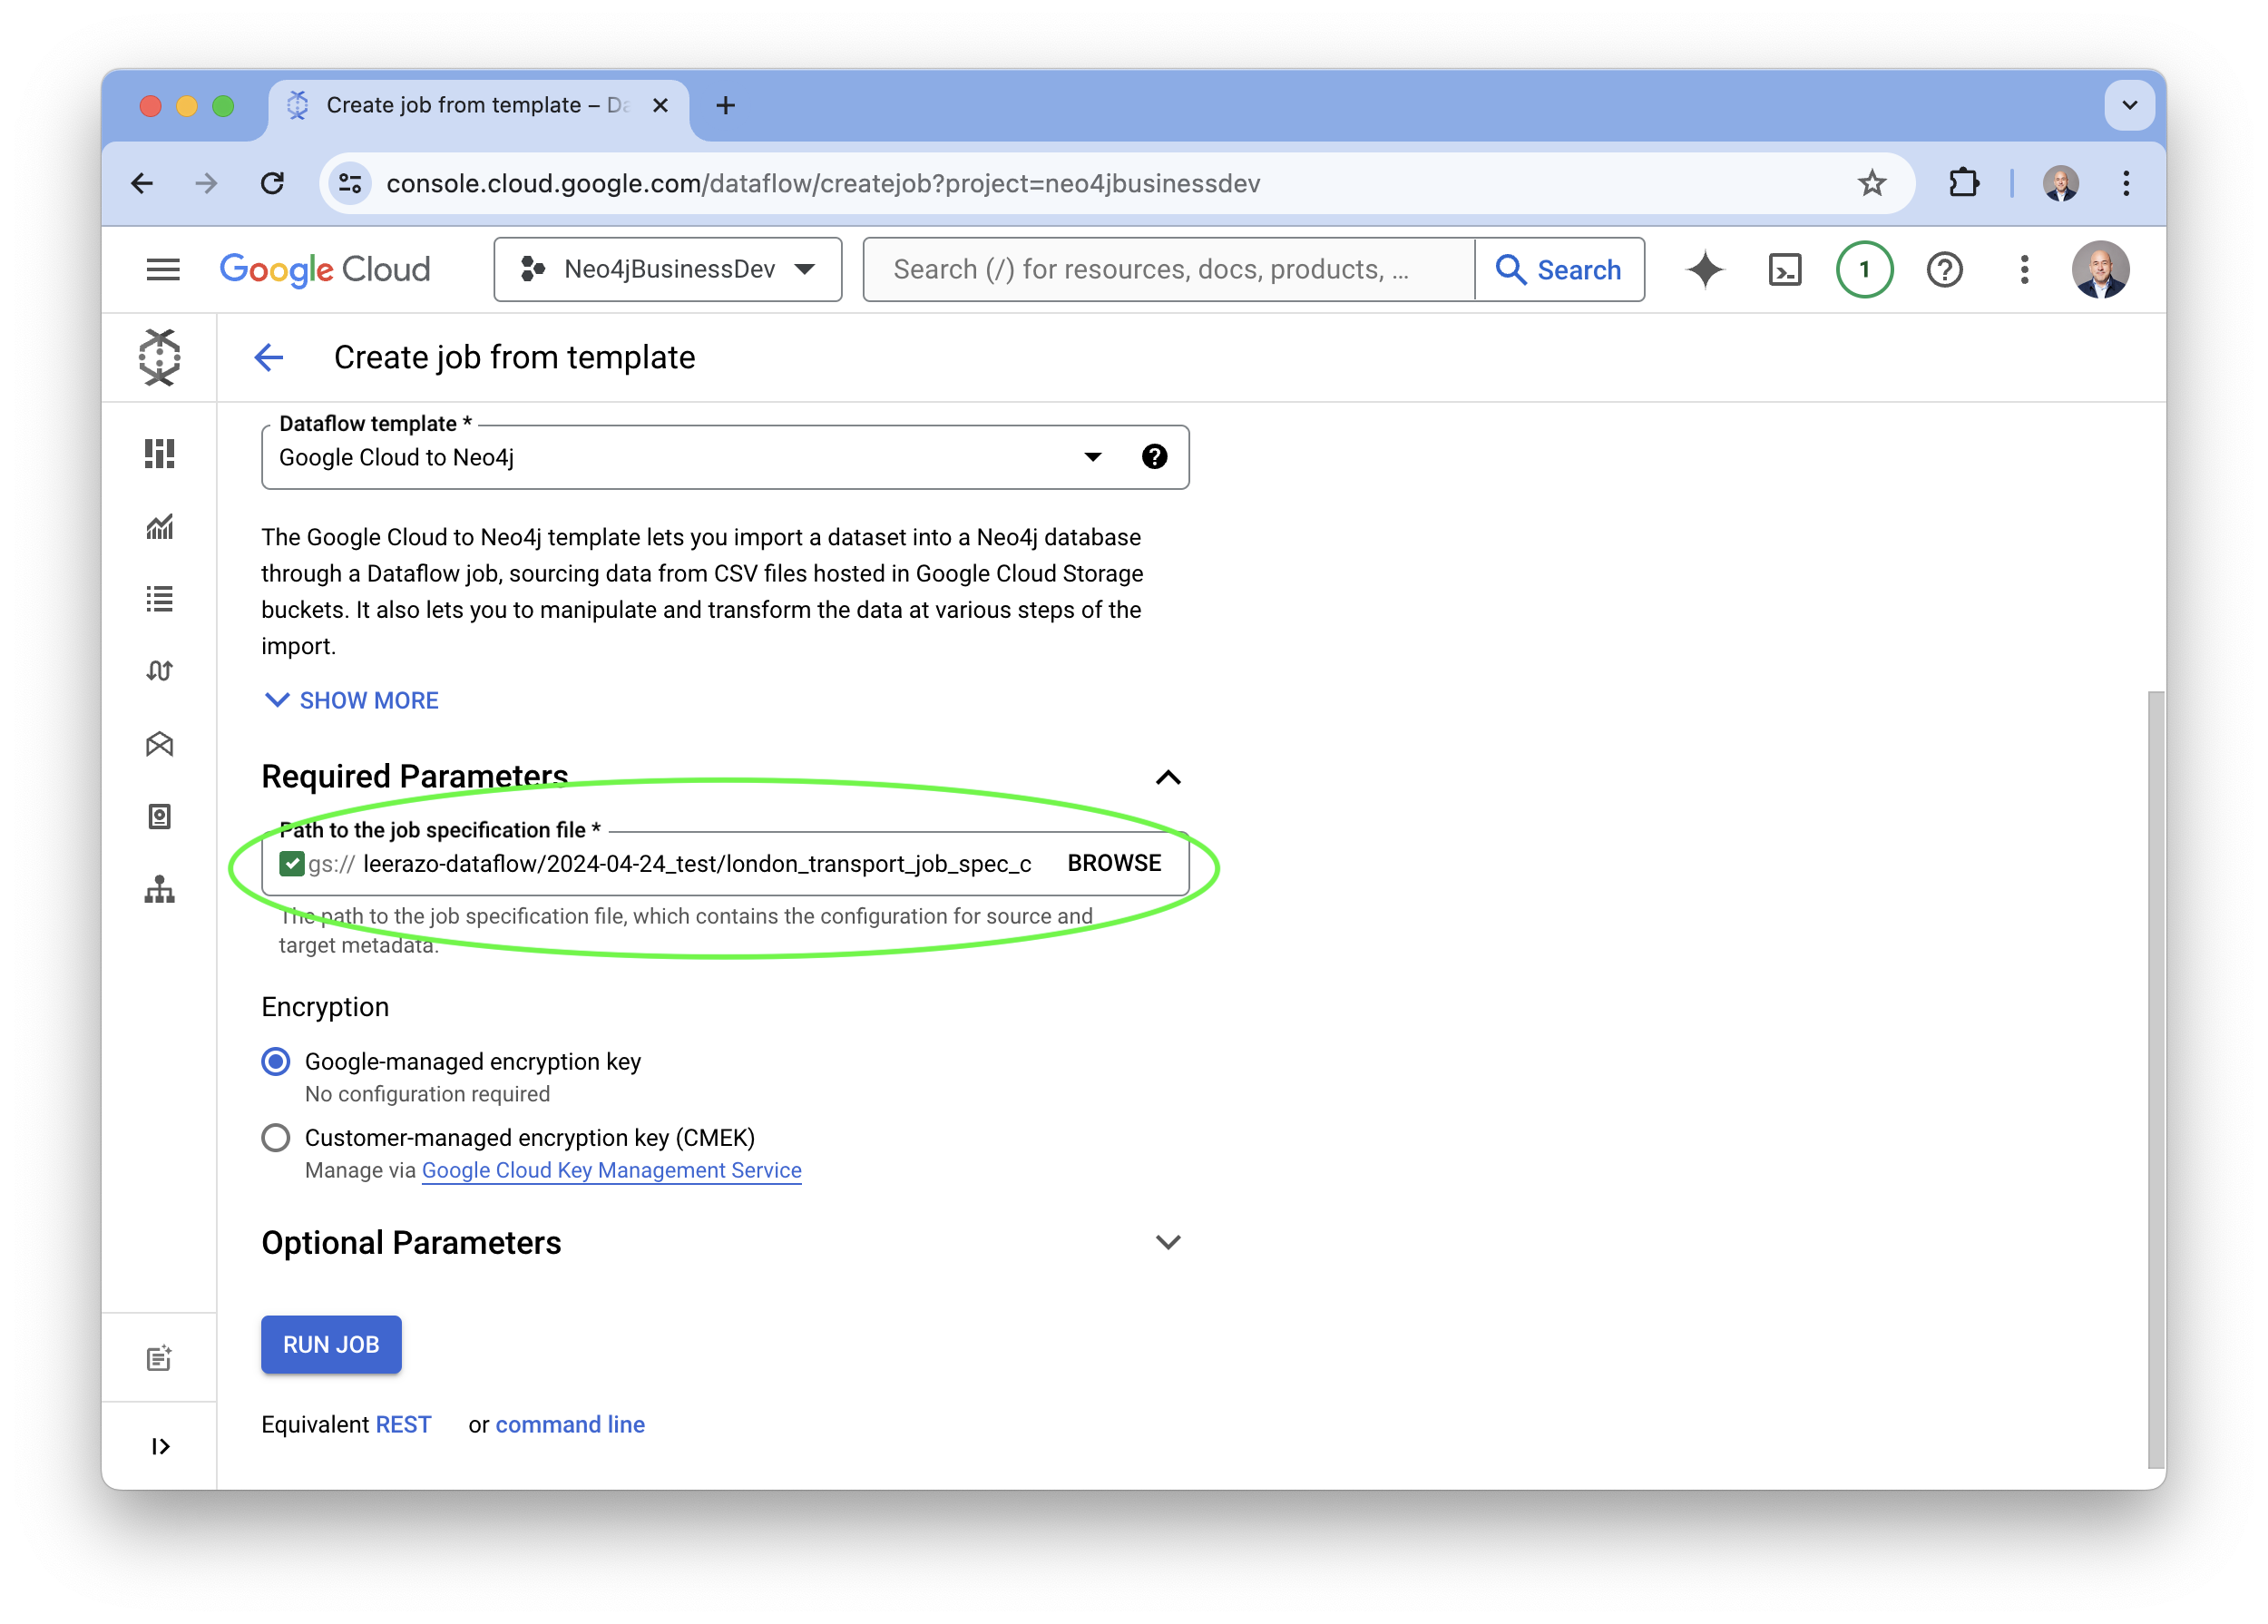 Create job from template – Da
console.cloud.google.com/dataflow/createjob?project=neo4jbusinessdev
Google Cloud
Neo4jBusinessDev
Search (/) for resources, docs, products, ...
Search
1
Create job from template
Dataflow template *
Google Cloud to Neo4j
The Google Cloud to Neo4j template lets you import a dataset into a Neo4j database
through a Dataflow job, sourcing data from CSV files hosted in Google Cloud Storage
buckets. It also lets you to manipulate and transform the data at various steps of the
import.
SHOW MORE
Required Parameters
Path to the job specification file *
gs:// leerazo-dataflow/2024-04-24_test/london_transport_job_spec_c
BROWSE
The path to the job specification file, which contains the configuration for source and
target metadata.
Encryption
Google-managed encryption key
No configuration required
Customer-managed encryption key (CMEK)
Manage via Google Cloud Key Management Service
Optional Parameters
RUN JOB
Equivalent REST or command line